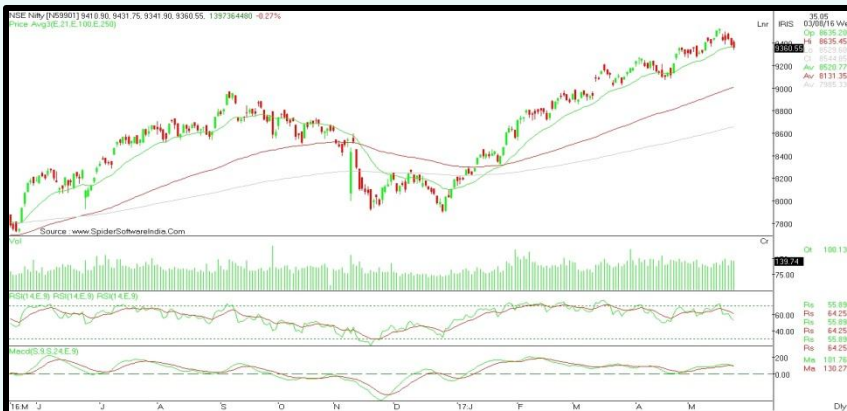 NSE Nifty [N59901] 9410.90, 9431.75, 9341.90, 9360.55, 1397364480 -0.27%
Price Avg3(E,21,E,100,E,250)
Lnr
IRIS
35.05
03/08/16 We
Op 8635.20
Hi 8635.45
Av 8520.77
Av 8131.35
9400
9360.55
9200
9000
8800
8600
8400
8200
8000
7800
Source : www.SpiderSoftwareIndia.Com
Vol
Cr
139.74
75.00
Ot 180.13
RSI(14,E,9) RSI(14,E,9) RSI(14,E,9)
60.00
40.00
Rs 55.89
Rs 64.25
Rs 55.89
Rs 64.25
Rs 55.89
Rs 64.25
Macd(S,9,S,24,E,9)
200
0.00
Ma 101.76
Ma 130.27
16:M J J A S O N D 17:J F M A M Dly